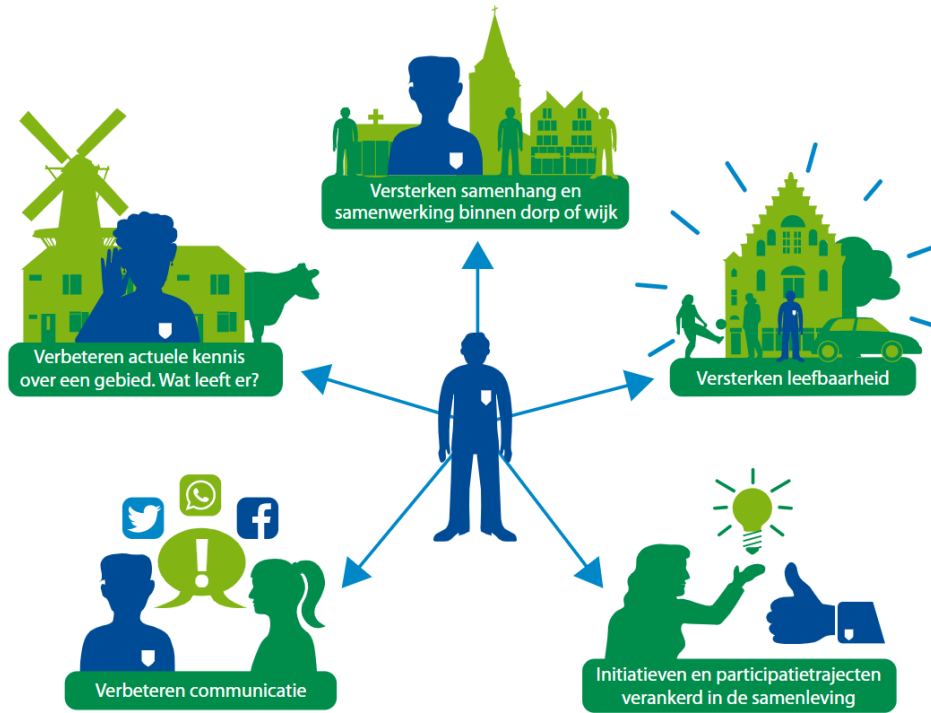 Versterken samenhang en
samenwerking binnen dorp of wijk
Verbeteren actuele kennis
over een gebied. Wat leeft er?
Versterken leefbaarheid
Verbeteren communicatie
Initiatieven en participatietrajecten
verankerd in de samenleving